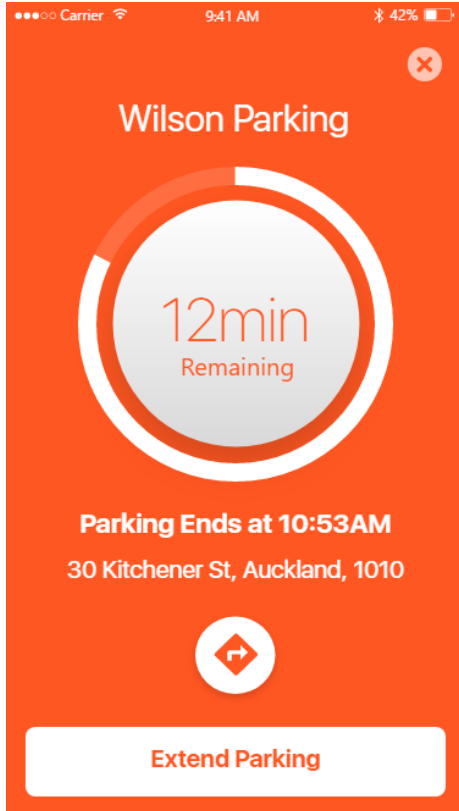 Carrier 9:41 AM 42%
Wilson Parking
12min
Remaining
Parking Ends at 10:53AM
30 Kitchener St, Auckland, 1010
Extend Parking